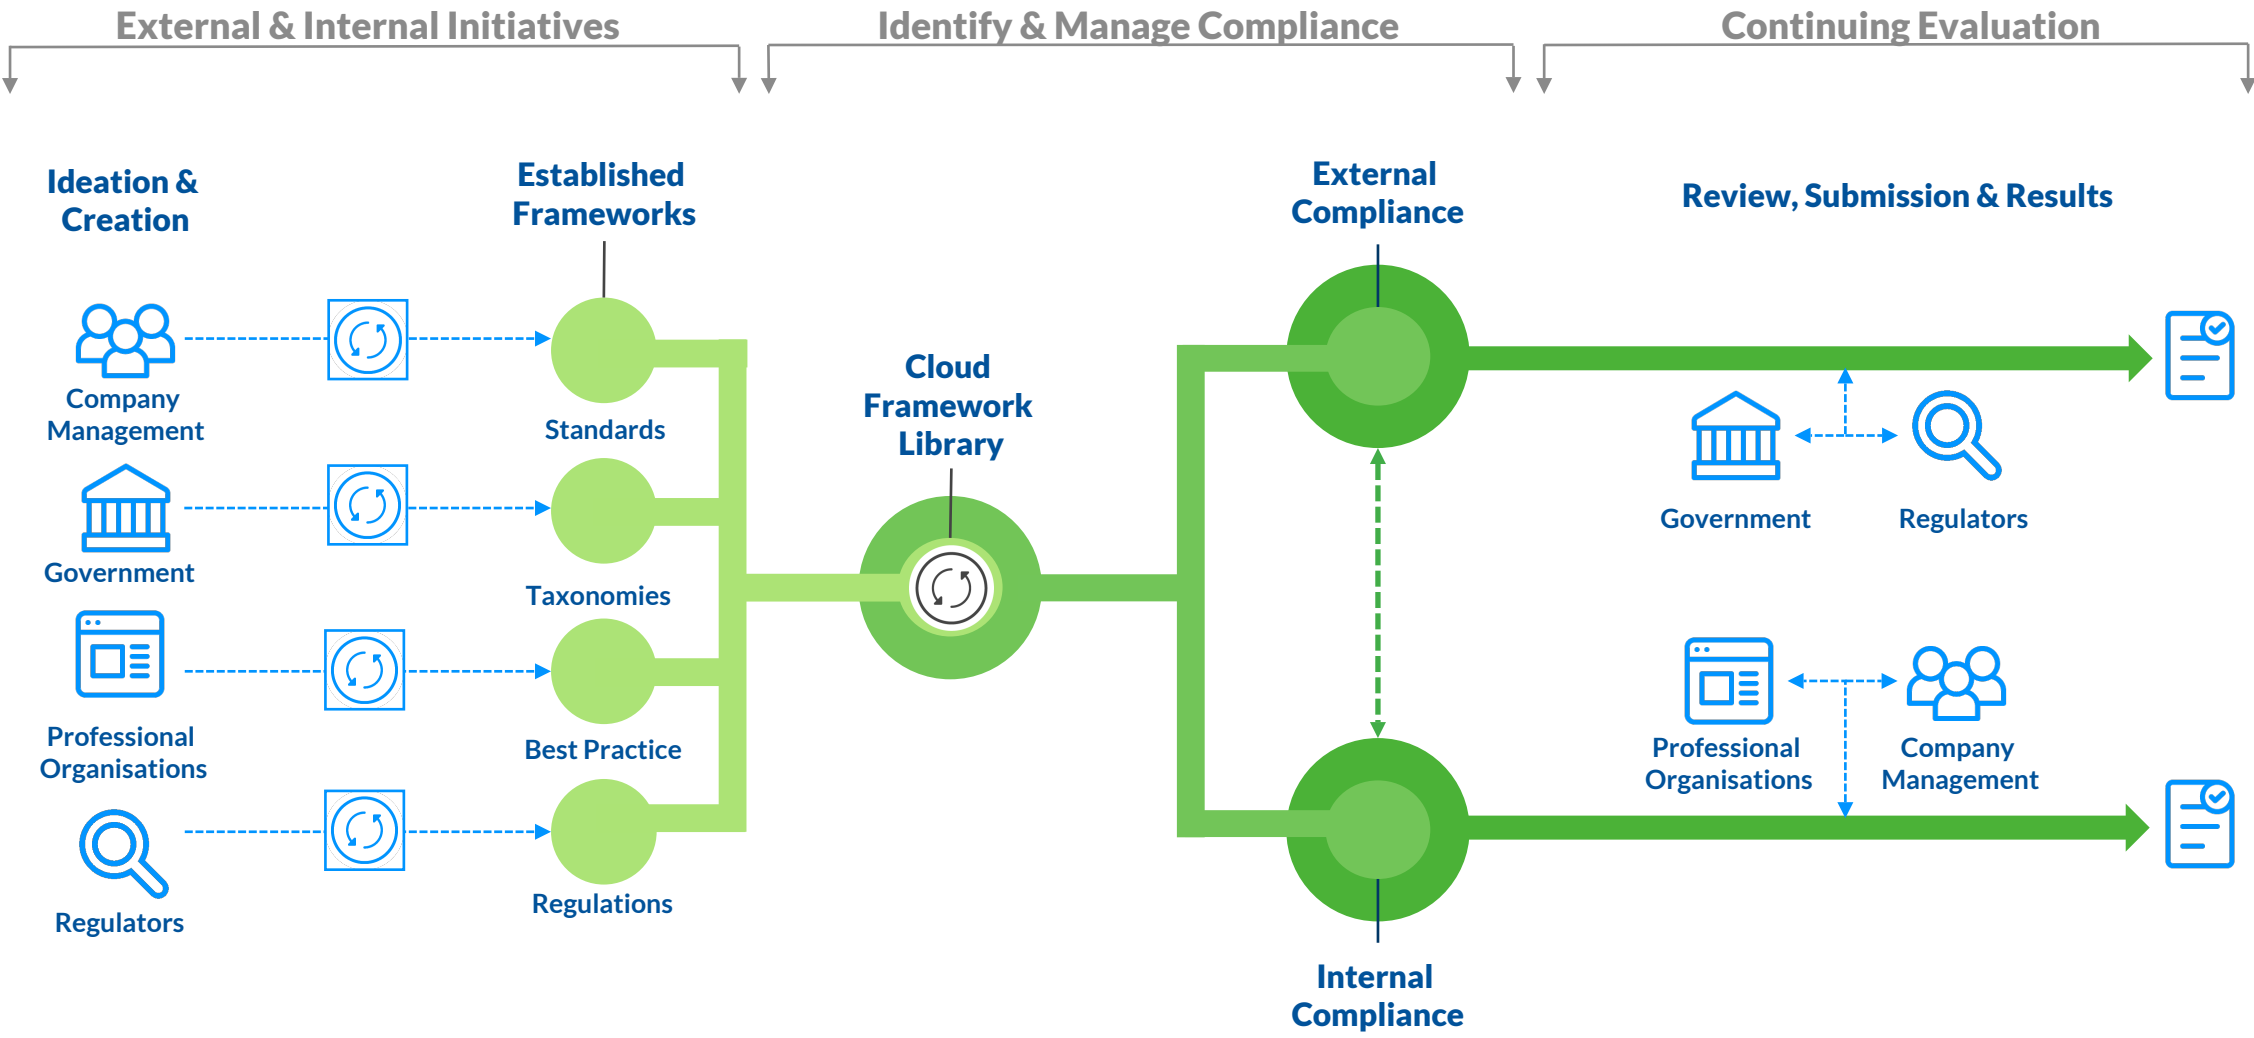 External & Internal Initiatives
Identify & Manage Compliance
Continuing Evaluation
Ideation &
Creation
Established
Frameworks
External
Compliance
Review, Submission & Results
Company
Management
Standards
Cloud
Framework
Library
Government
Regulators
Government
Taxonomies
Professional
Organisations
Best Practice
Professional
Organisations
Company
Management
Regulators
Regulations
Internal
Compliance